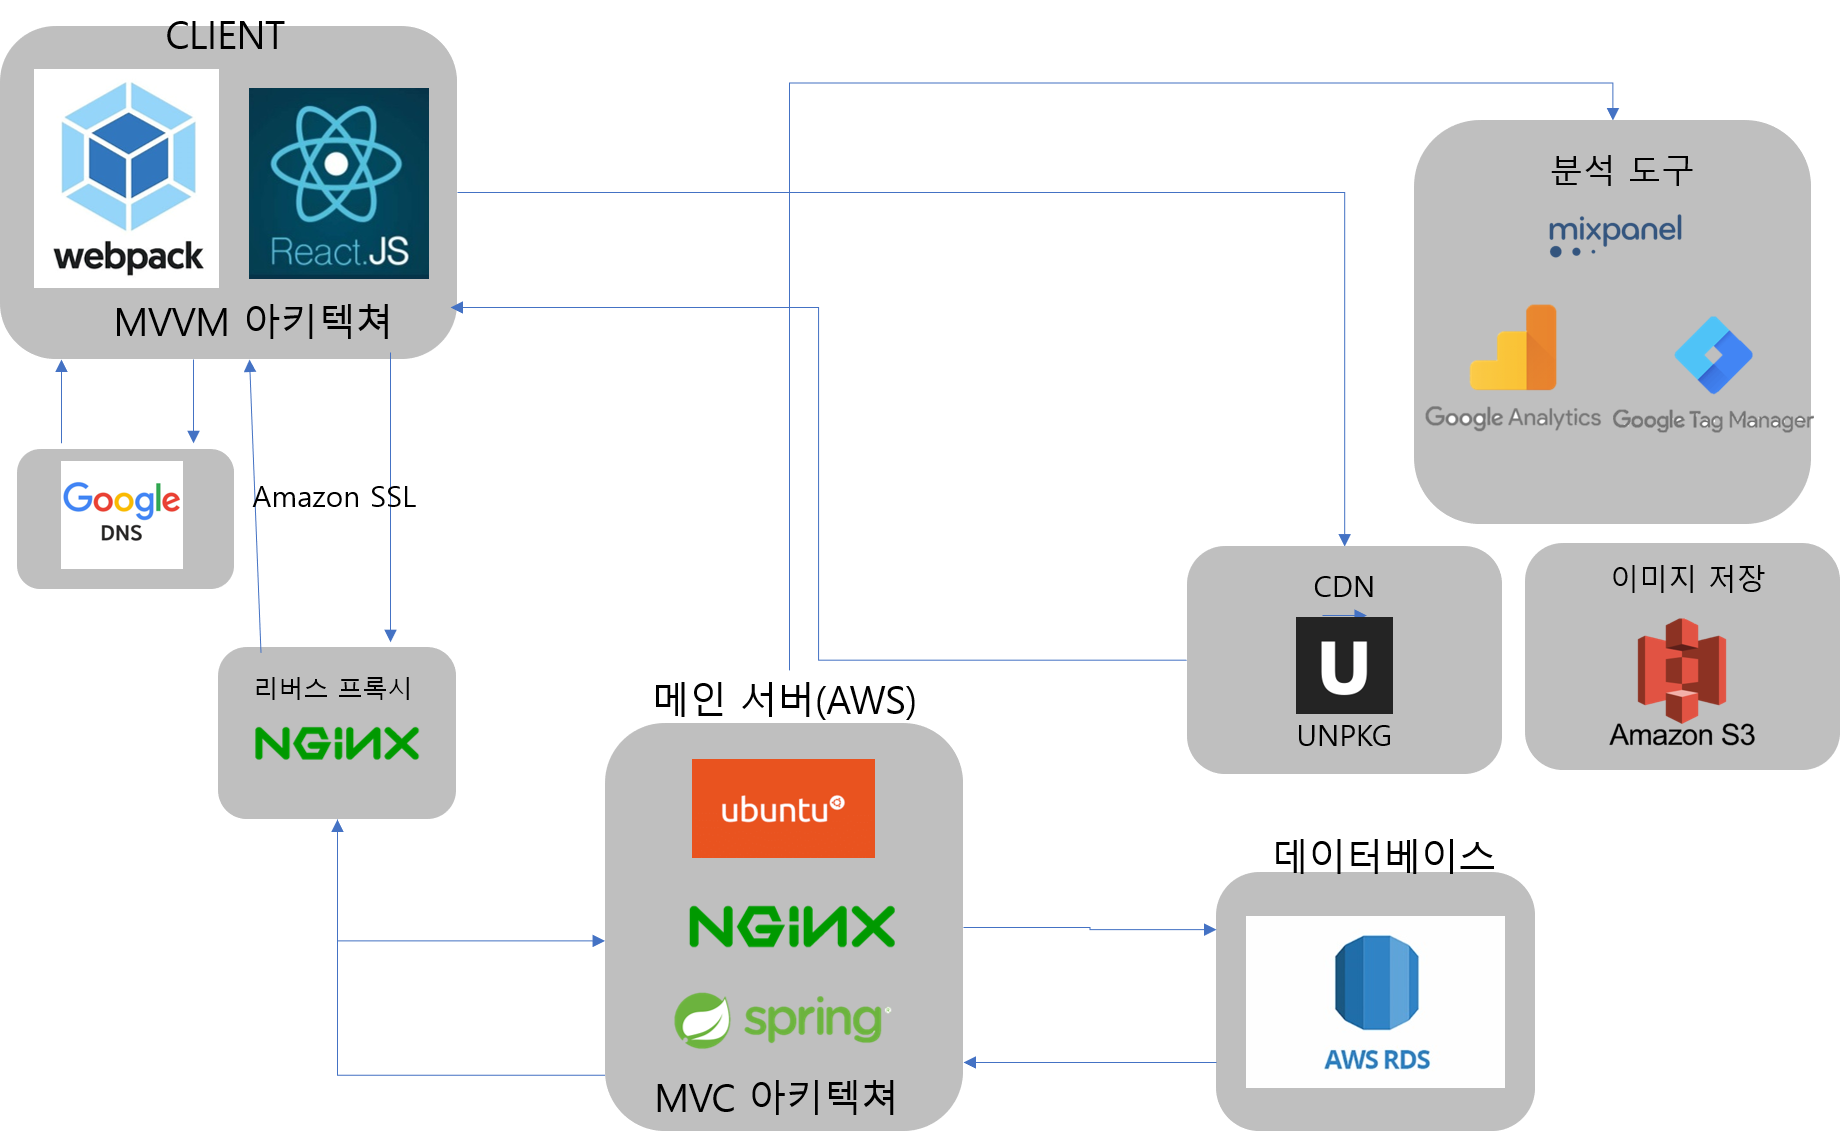 CLIENT
webpack
React.JS
MVVM 아키텍쳐
분석 도구
mixpanel
Google Analytics
Google Tag Manager
Google
DNS
Amazon SSL
CDN
U
UNPKG
이미지 저장
Amazon S3
리버스 프록시
NGINX
메인 서버(AWS)
ubuntu
NGINX
spring
MVC 아키텍쳐
데이터베이스
AWS RDS